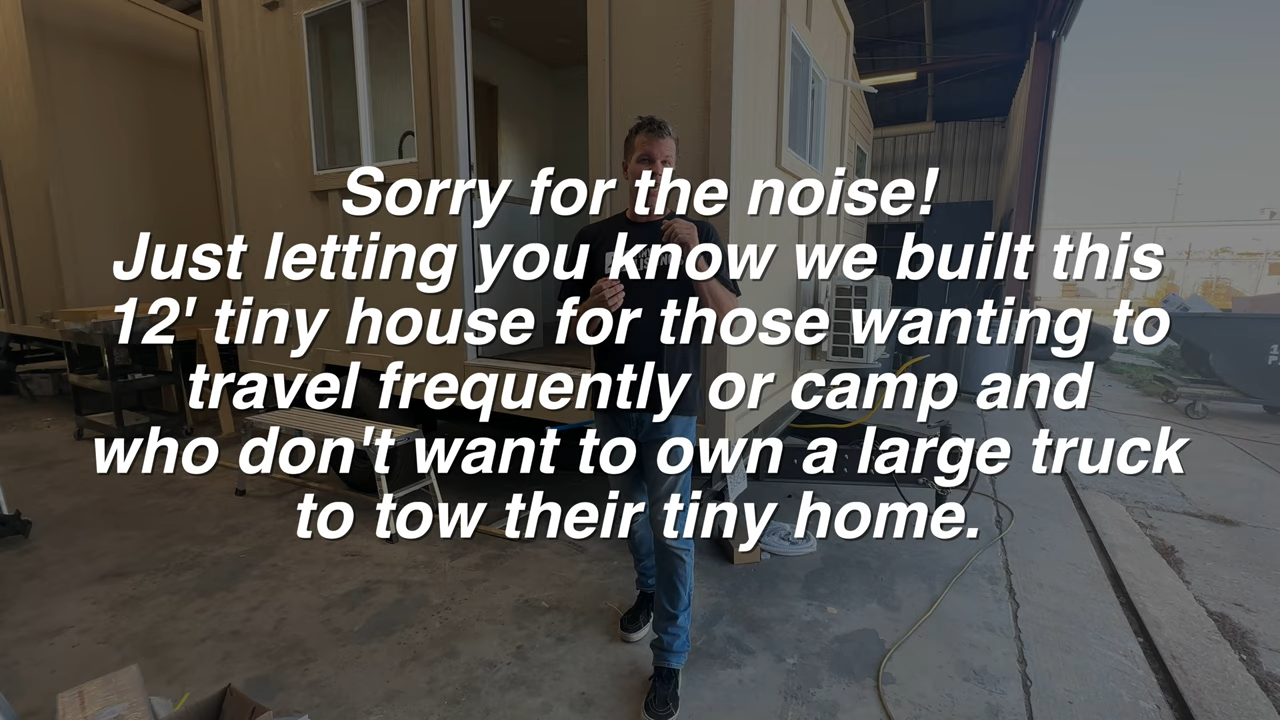 Sorry for the noise!
Just letting you know we built this
12' tiny house for those wanting to
travel frequently or camp and
who don't want to own a large truck
to tow their tiny home.